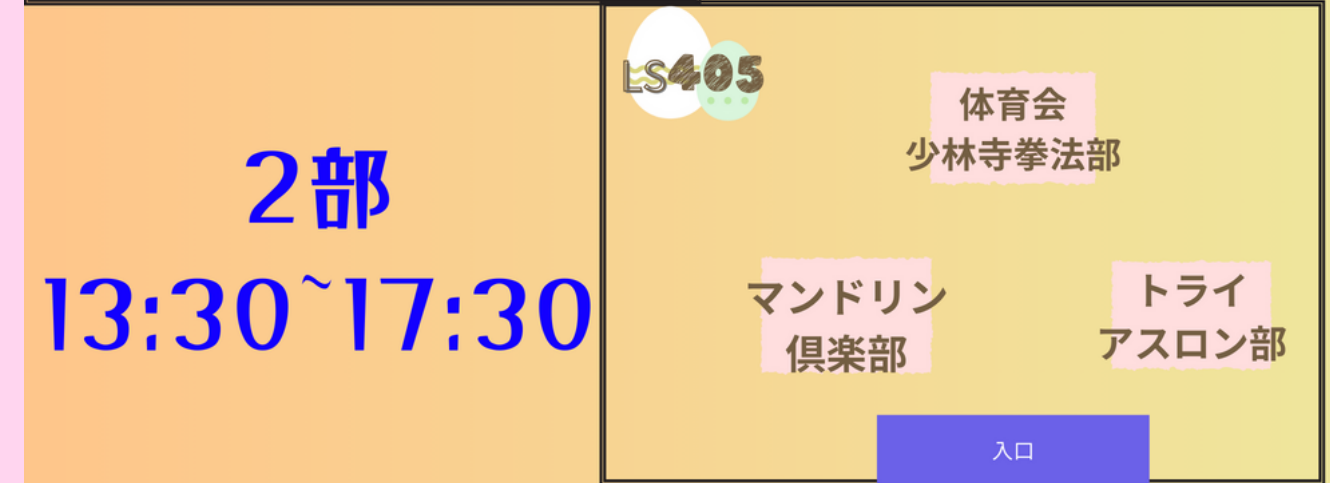 2部
13:30~17:30
LS405
体育会
少林寺拳法部
マンドリン
倶楽部
トライ
アスロン部
入口